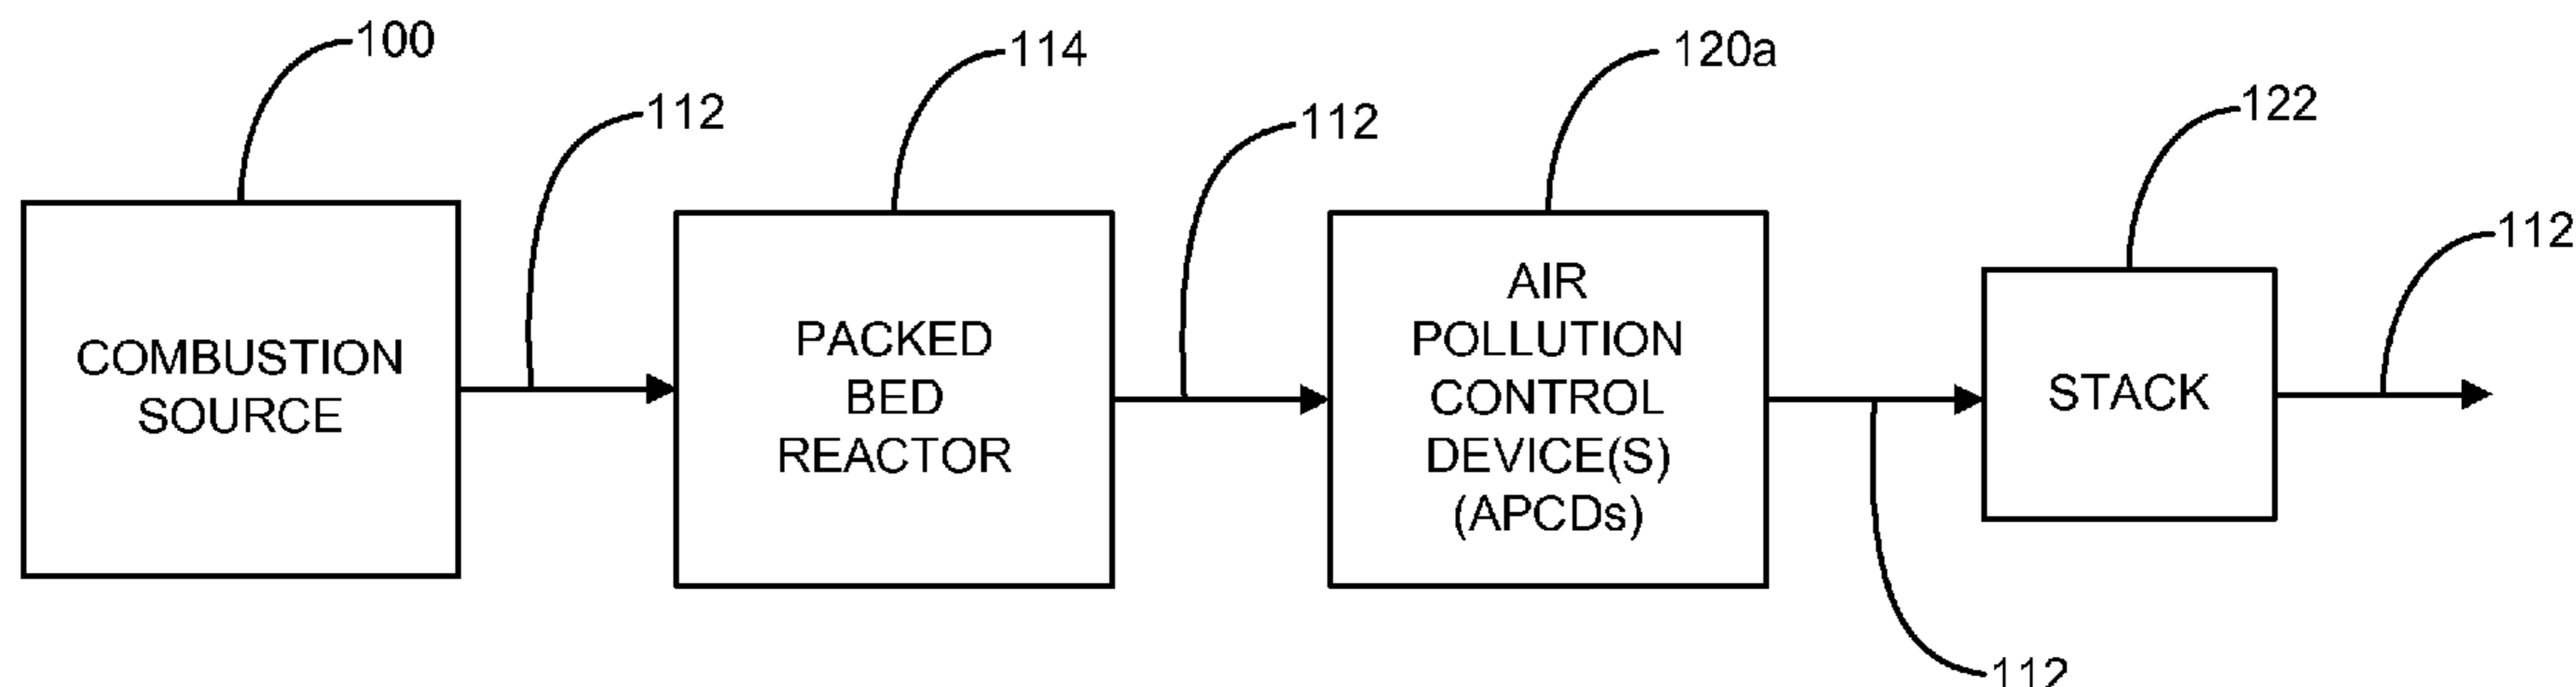 100
114
120a
112
112
122
112
COMBUSTION
SOURCE
PACKED
BED
REACTOR
AIR
POLLUTION
CONTROL
DEVICE(S)
(APCDs)
STACK
112